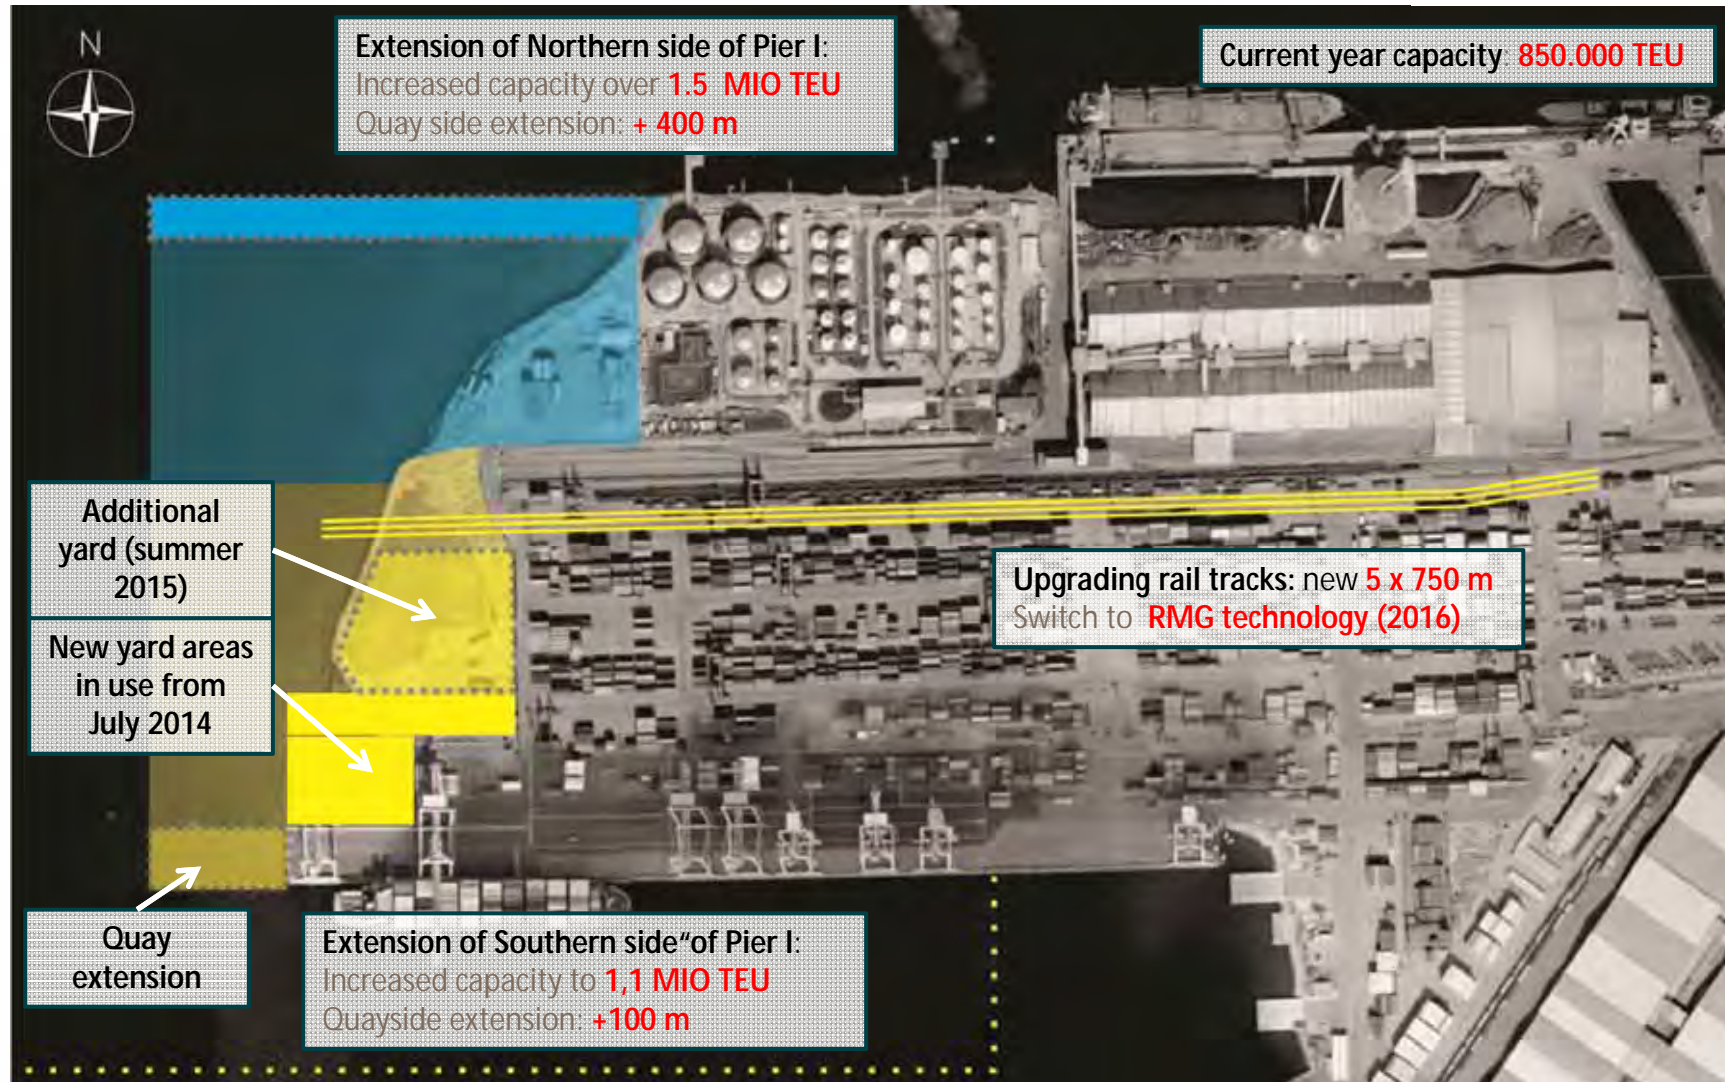 N
Extension of Northern side of Pier I:
Increased capacity over 1.5 MIO TEU
Quay side extension: + 400 m
Current year capacity 850.000 TEU
Additional
yard (summer
2015)
New yard areas
in use from
July 2014
Upgrading rail tracks: new 5 x 750 m
Switch to RMG technology (2016)
Quay
extension
Extension of Southern side“of Pier I:
Increased capacity to 1,1 MIO TEU
Quayside extension: +100 m